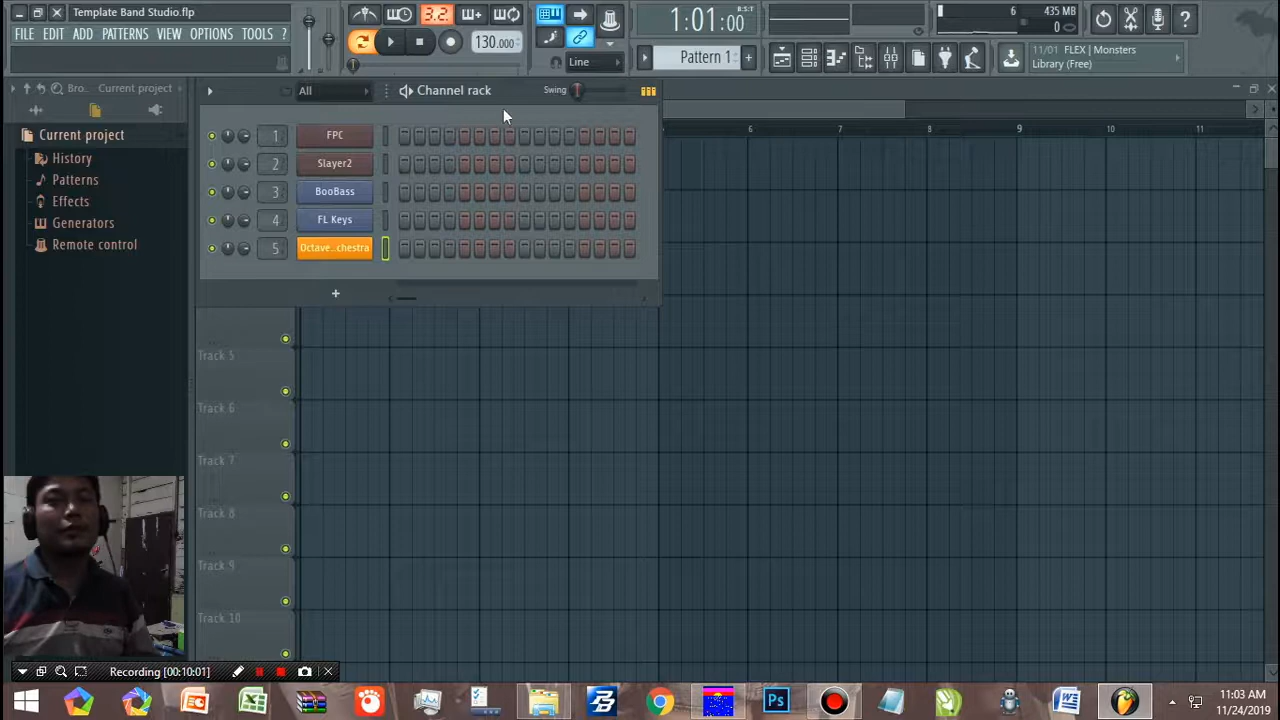 Template Band Studio.flp
FILE EDIT ADD PATTERNS VIEW OPTIONS TOOLS ?
3.2
130.000
1:01:00
B:S:T
6
435 MB
0
Line
Pattern 1
11/01 FLEX | Monsters
Library (Free)
Bro.. Current project
All
Channel rack
Swing
Current project
History
Patterns
Effects
Generators
Remote control
1 FPC
2 Slayer2
3 BooBass
4 FL Keys
5 Octave..chestra
6 7 8 9 10 11
Track 5
Track 6
Track 7
Track 8
Track 9
Track 10
Recording [00:10:01]
Ps
11:03 AM
11/24/2019